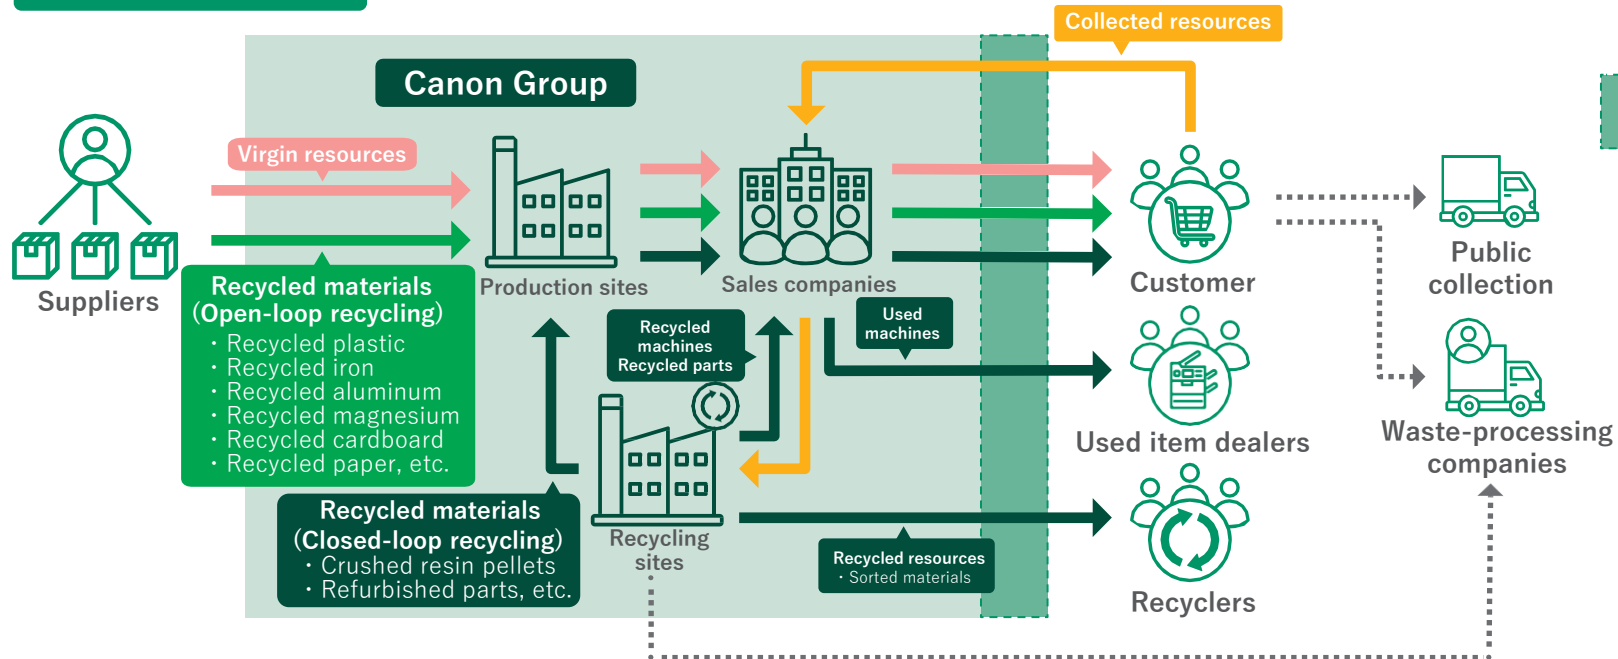 Collected resources
Canon Group
Virgin resources
Suppliers
Production sites
Sales companies
Customer
Public
collection
Recycled materials
(Open-loop recycling)
・Recycled plastic
・Recycled iron
・Recycled aluminum
・Recycled magnesium
・Recycled cardboard
・Recycled paper, etc.
Recycled
machines
Recycled parts
Used
machines
Used item dealers
Waste-processing
companies
Recycled materials
(Closed-loop recycling)
・Crushed resin pellets
・Refurbished parts, etc.
Recycling
sites
Recycled resources
・Sorted materials
Recyclers